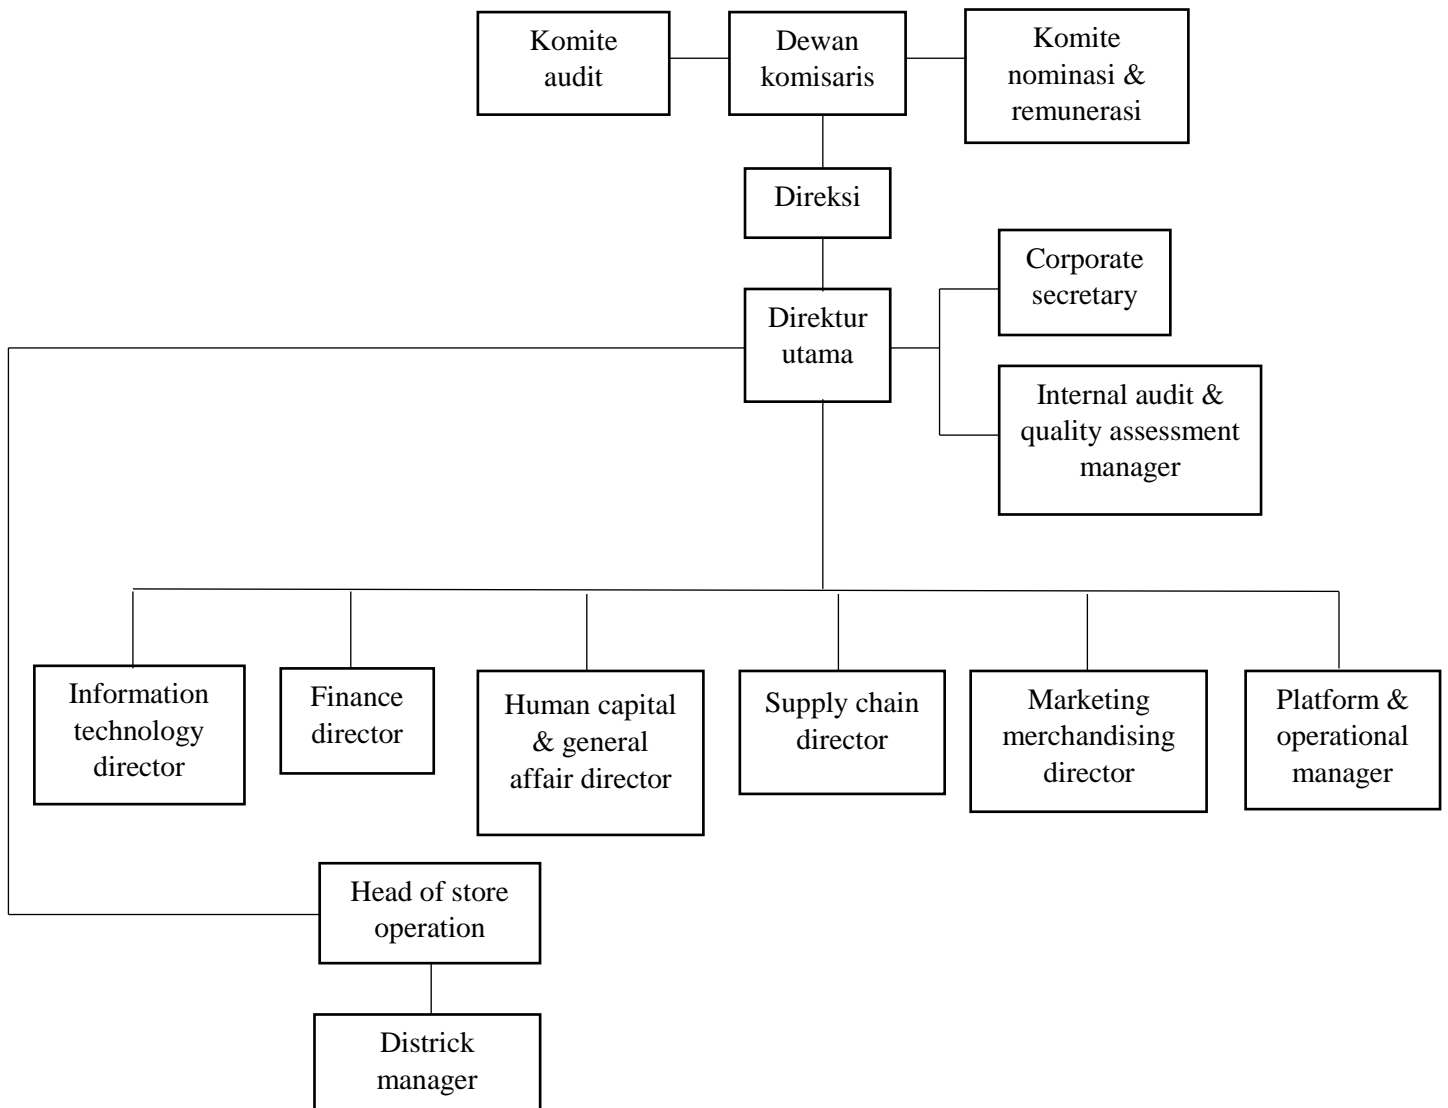 Komite
audit
Dewan
komisaris
Komite
nominasi &
remunerasi
Direksi
Corporate
secretary
Direktur
utama
Internal audit &
quality assessment
manager
Information
technology
director
Finance
director
Human capital
& general
affair director
Supply chain
director
Marketing
merchandising
director
Platform &
operational
manager
Head of store
operation
Districk
manager